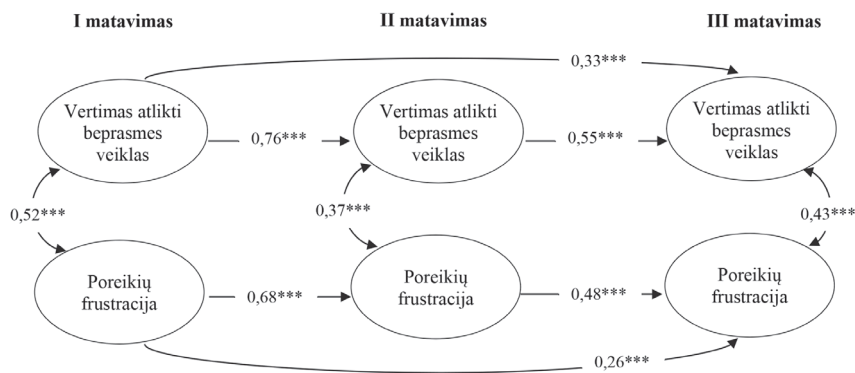 I matavimas
II matavimas
III matavimas
0,33***
Vertimas atlikti
beprasmes
veiklas
0,76***
Vertimas atlikti
beprasmes
veiklas
0,55***
Vertimas atlikti
beprasmes
veiklas
0,52***
0,37***
0,43***
Poreikių
frustracija
0,68***
Poreikių
frustracija
0,48***
Poreikių
frustracija
0,26***